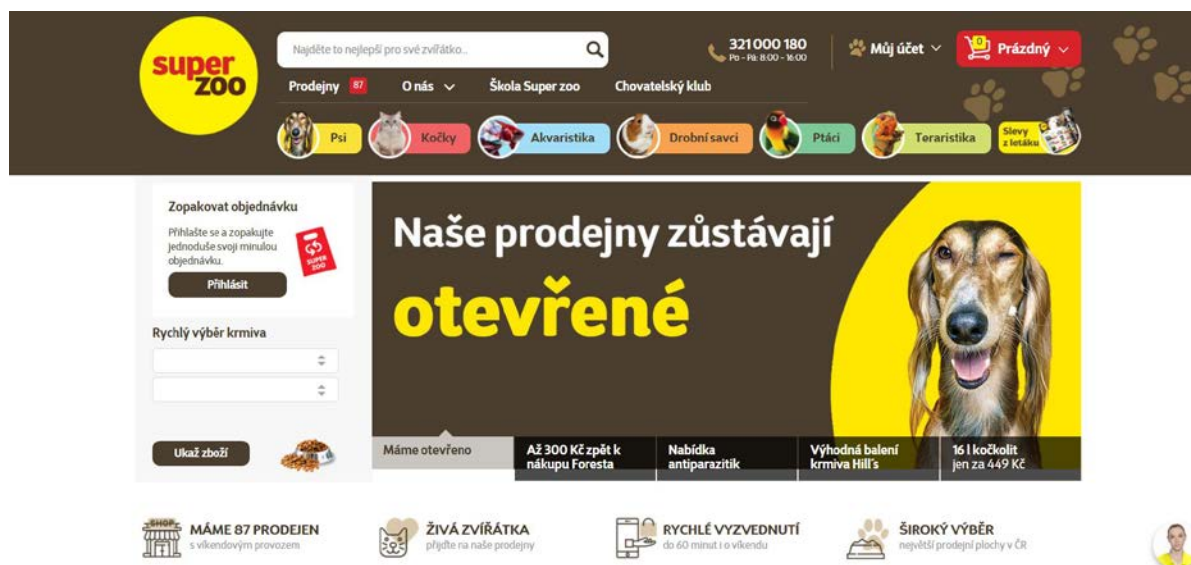 super
zoo
Najděte to nejlepší pro své zvířátko...
321 000 180
Po - Pá: 8:00 - 16:00
Můj účet
0
Prázdný
Prodejny 87 O nás Škola Super zoo Chovatelský klub
Psi
Kočky
Akvaristika
Drobní savci
Ptáci
Teraristika
Slevy
z letáku
Zopakovat objednávku
Přihlašte se a zopakujte
jednoduše svoji minulou
objednávku.
SUPER
ZOO
Přihlásit
Rychlý výběr krmiva
Ukaž zboží
Naše prodejny zůstávají
otevřené
Máme otevřeno
Až 300 Kč zpět k
nákupu Foresta
Nabídka
antiparazitik
Výhodná balení
krmiva Hill's
16 l kočkolit
jen za 449 Kč
SHOP
MÁME 87 PRODEJEN
s víkendovým provozem
ŽIVÁ ZVÍŘÁTKA
přijďte na naše prodejny
RYCHLÉ VYZVEDNUTÍ
do 60 minut i o víkendu
ŠIROKÝ VÝBĚR
největší prodejní plochy v ČR